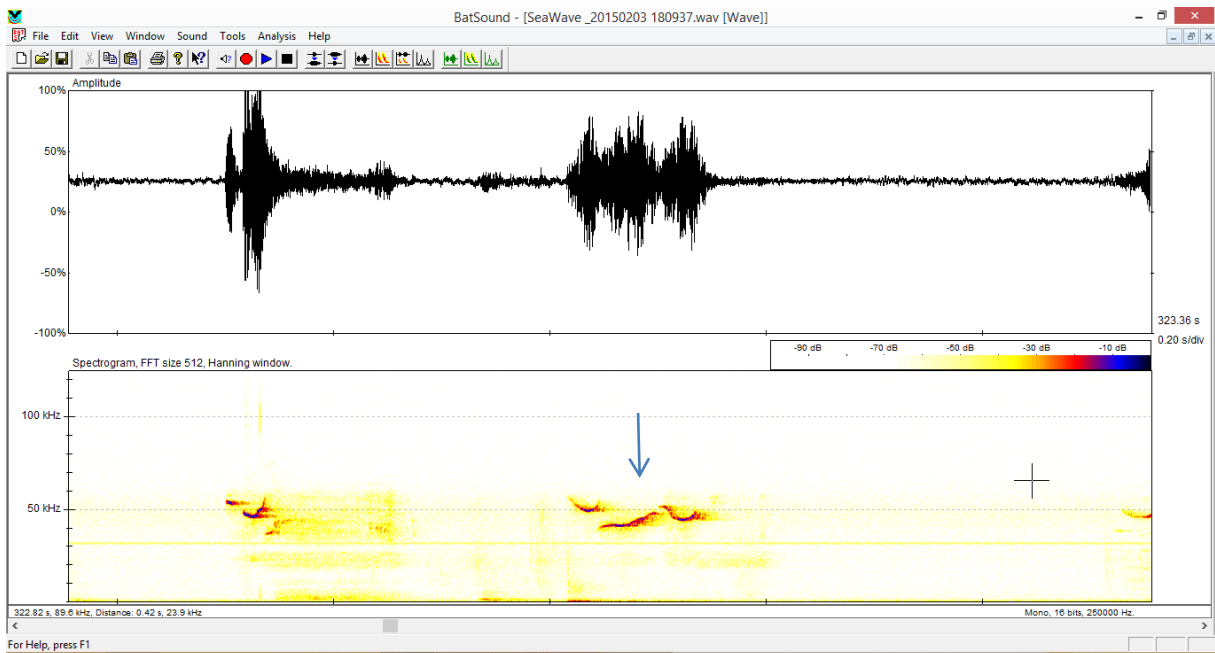 BatSound - [SeaWave _20150203 180937.wav [Wave]]
File Edit View Window Sound Tools Analysis Help
Amplitude
100%
50%
0%
-50%
-100%
323.36 s
0.20 s/div
Spectrogram, FFT size 512, Hanning window.
-90 dB -70 dB -50 dB -30 dB -10 dB
100 kHz
50 kHz
322.82 s, 89.6 kHz, Distance: 0.42 s, 23.9 kHz
Mono, 16 bits, 250000 Hz.
For Help, press F1